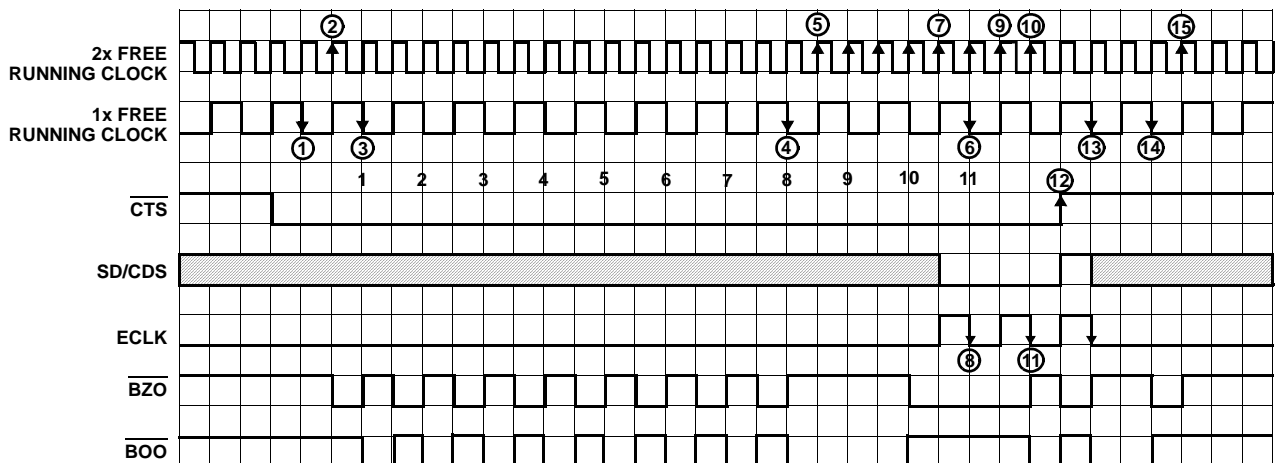 ② ⑤ ⑦ ⑨ ⑩ ⑮
2x FREE
RUNNING CLOCK
1x FREE
RUNNING CLOCK
① ③ ④ ⑥ ⑬ ⑭
1 2 3 4 5 6 7 8 9 10 11 ⑫
CTS
SD/CDS
ECLK
⑧ ⑪
BZO
BOO